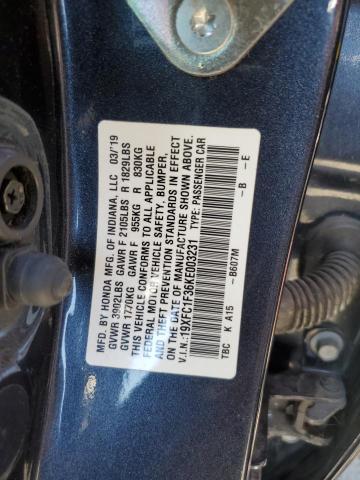 MFD. BY HONDA MFG. OF INDIANA, LLC 03/19
GVWR 3902LBS GAWR F 2105LBS R 1829LBS
GVWR 1770KG GAWR F 955KG R 830KG
THIS VEHICLE CONFORMS TO ALL APPLICABLE
FEDERAL MOTOR VEHICLE SAFETY, BUMPER,
AND THEFT PREVENTION STANDARDS IN EFFECT
ON THE DATE OF MANUFACTURE SHOWN ABOVE.
V.I.N.: 19XFC1F36KE003231 TYPE: PASSENGER CAR
TBC K A15 -B607M -B -E